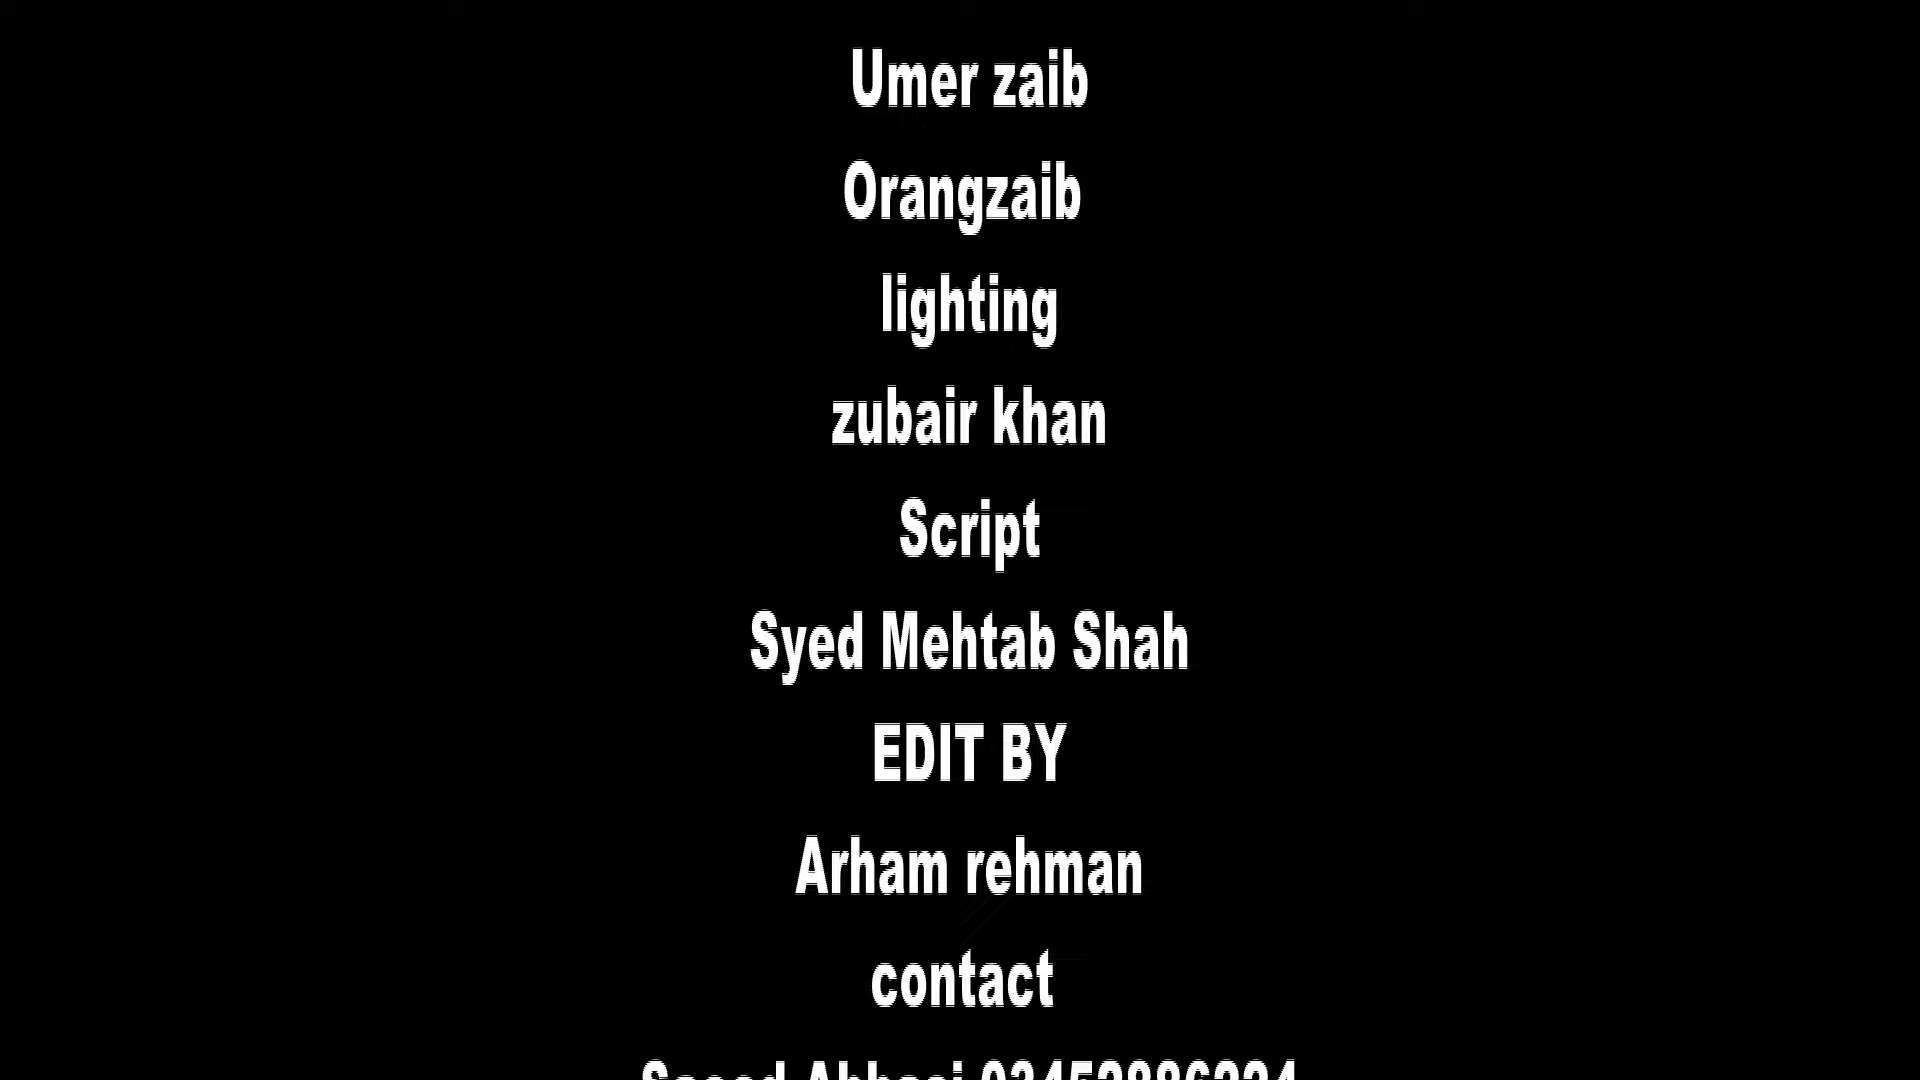 Umer zaib
Orangzaib
lighting
zubair khan
Script
Syed Mehtab Shah
EDIT BY
Arham rehman
contact